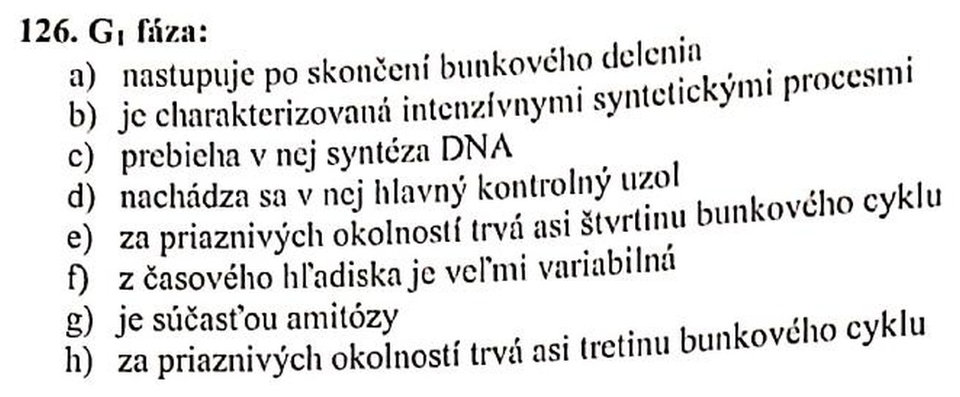 126. G₁ fáza:
a) nastupuje po skončení bunkového delenia
b) je charakterizovaná intenzívnymi syntetickými procesmi
c) prebieha v nej syntéza DNA
d) nachádza sa v nej hlavný kontrolný uzol
e) za priaznivých okolností trvá asi štvrtinu bunkového cyklu
f) z časového hľadiska je veľmi variabilná
g) je súčasťou amitózy
h) za priaznivých okolností trvá asi tretinu bunkového cyklu